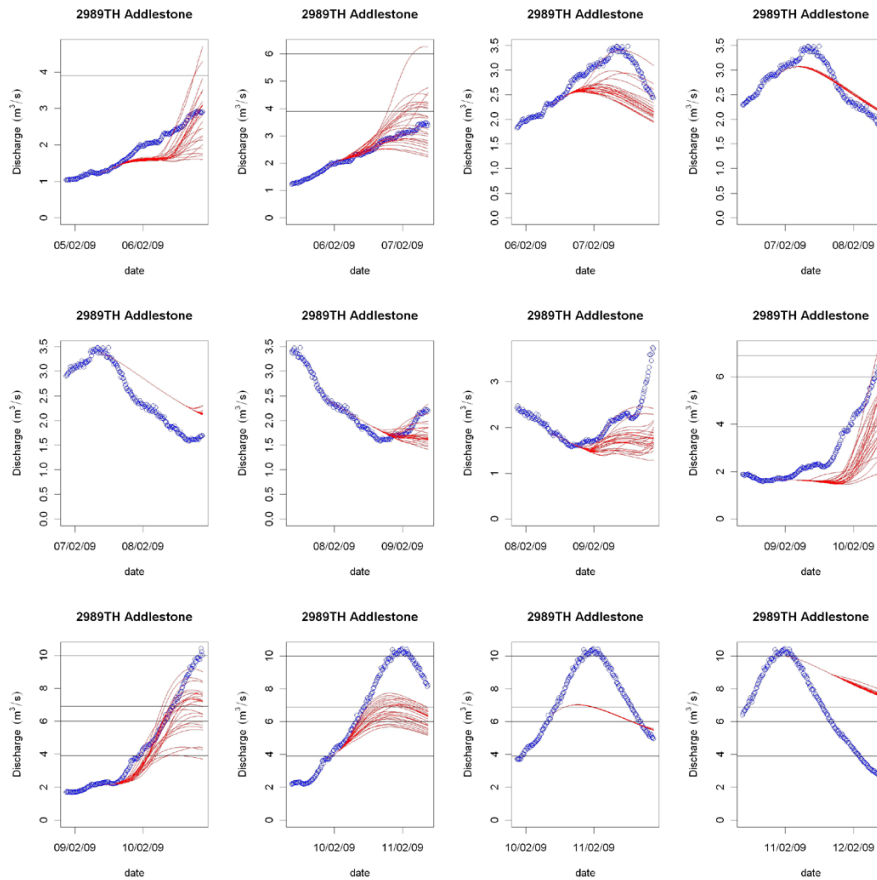 2989TH Addlestone 2989TH Addlestone 2989TH Addlestone 2989TH Addlestone
Discharge (m³/s) Discharge (m³/s) Discharge (m³/s) Discharge (m³/s)
4 6 3.5 3.5
3 5 3.0 3.0
2 4 2.5 2.5
1 3 2.0 2.0
0 2 1.5 1.5
1 1.0 1.0
0 0.5 0.5
0.0 0.0
05/02/09 06/02/09 06/02/09 07/02/09 06/02/09 07/02/09 07/02/09 08/02/09
date date date date
2989TH Addlestone 2989TH Addlestone 2989TH Addlestone 2989TH Addlestone
Discharge (m³/s) Discharge (m³/s) Discharge (m³/s) Discharge (m³/s)
3.5 3.5 3 6
3.0 3.0 2 4
2.5 2.5 1 2
2.0 2.0 0 0
1.5 1.5
1.0 1.0
0.5 0.5
0.0 0.0
07/02/09 08/02/09 08/02/09 09/02/09 08/02/09 09/02/09 09/02/09 10/02/09
date date date date
2989TH Addlestone 2989TH Addlestone 2989TH Addlestone 2989TH Addlestone
Discharge (m³/s) Discharge (m³/s) Discharge (m³/s) Discharge (m³/s)
10 10 10 10
8 8 8 8
6 6 6 6
4 4 4 4
2 2 2 2
0 0 0 0
09/02/09 10/02/09 10/02/09 11/02/09 10/02/09 11/02/09 11/02/09 12/02/09
date date date date